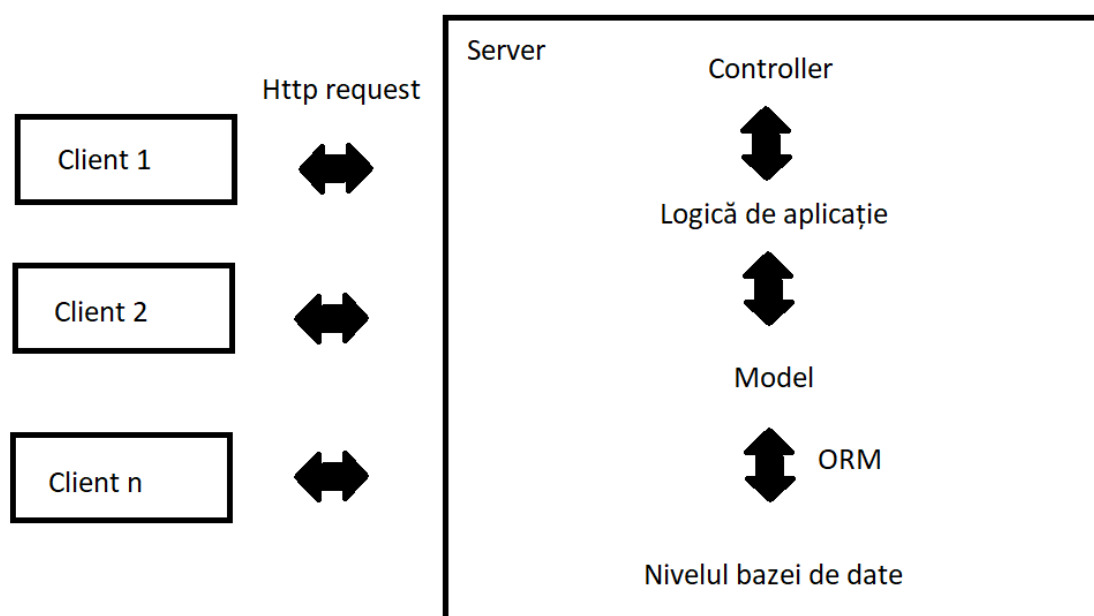 Server
Controller
Http request
Client 1
Logică de aplicație
Client 2
Model
ORM
Client n
Nivelul bazei de date